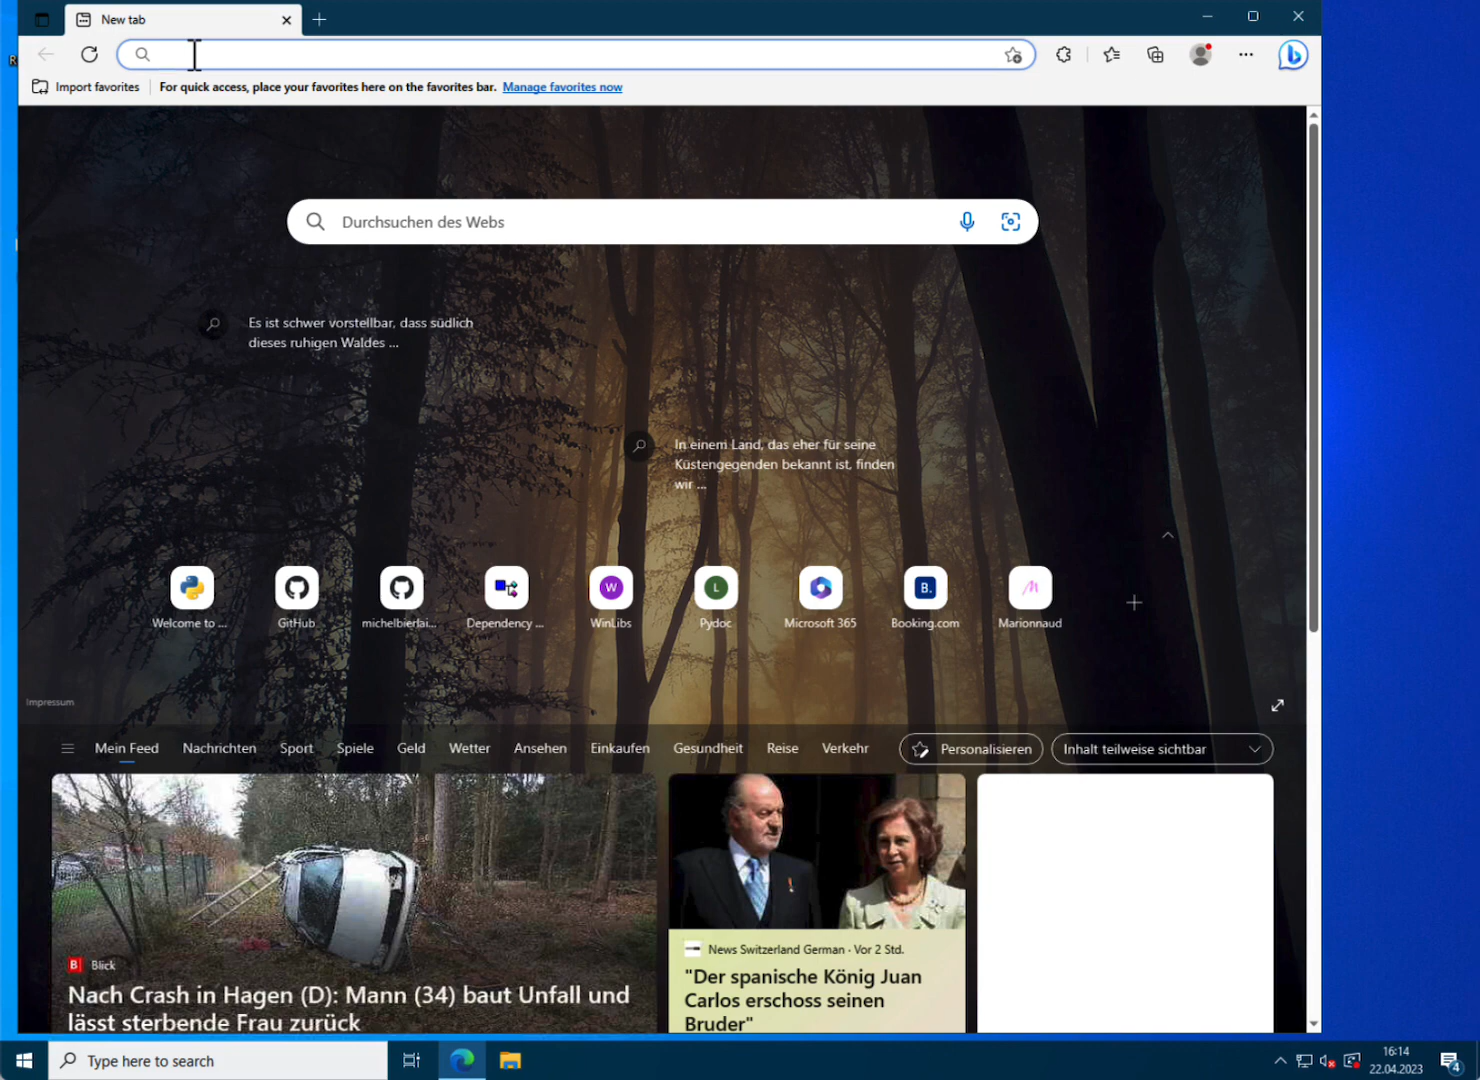 New tab
Import favorites
For quick access, place your favorites here on the favorites bar. Manage favorites now
Durchsuchen des Webs
Es ist schwer vorstellbar, dass südlich
dieses ruhigen Waldes ...
In einem Land, das eher für seine
Küstengegenden bekannt ist, finden
wir ...
Welcome to ...
GitHub
michelbierlai...
Dependency ...
W
WinLibs
L
Pydoc
Microsoft 365
B.
Booking.com
Marionnaud
Impressum
Mein Feed
Nachrichten
Sport
Spiele
Geld
Wetter
Ansehen
Einkaufen
Gesundheit
Reise
Verkehr
Personalisieren
Inhalt teilweise sichtbar
B Blick
Nach Crash in Hagen (D): Mann (34) baut Unfall und
lässt sterbende Frau zurück
News Switzerland German · Vor 2 Std.
"Der spanische König Juan
Carlos erschoss seinen
Bruder"
Type here to search
16:14
22.04.2023
4